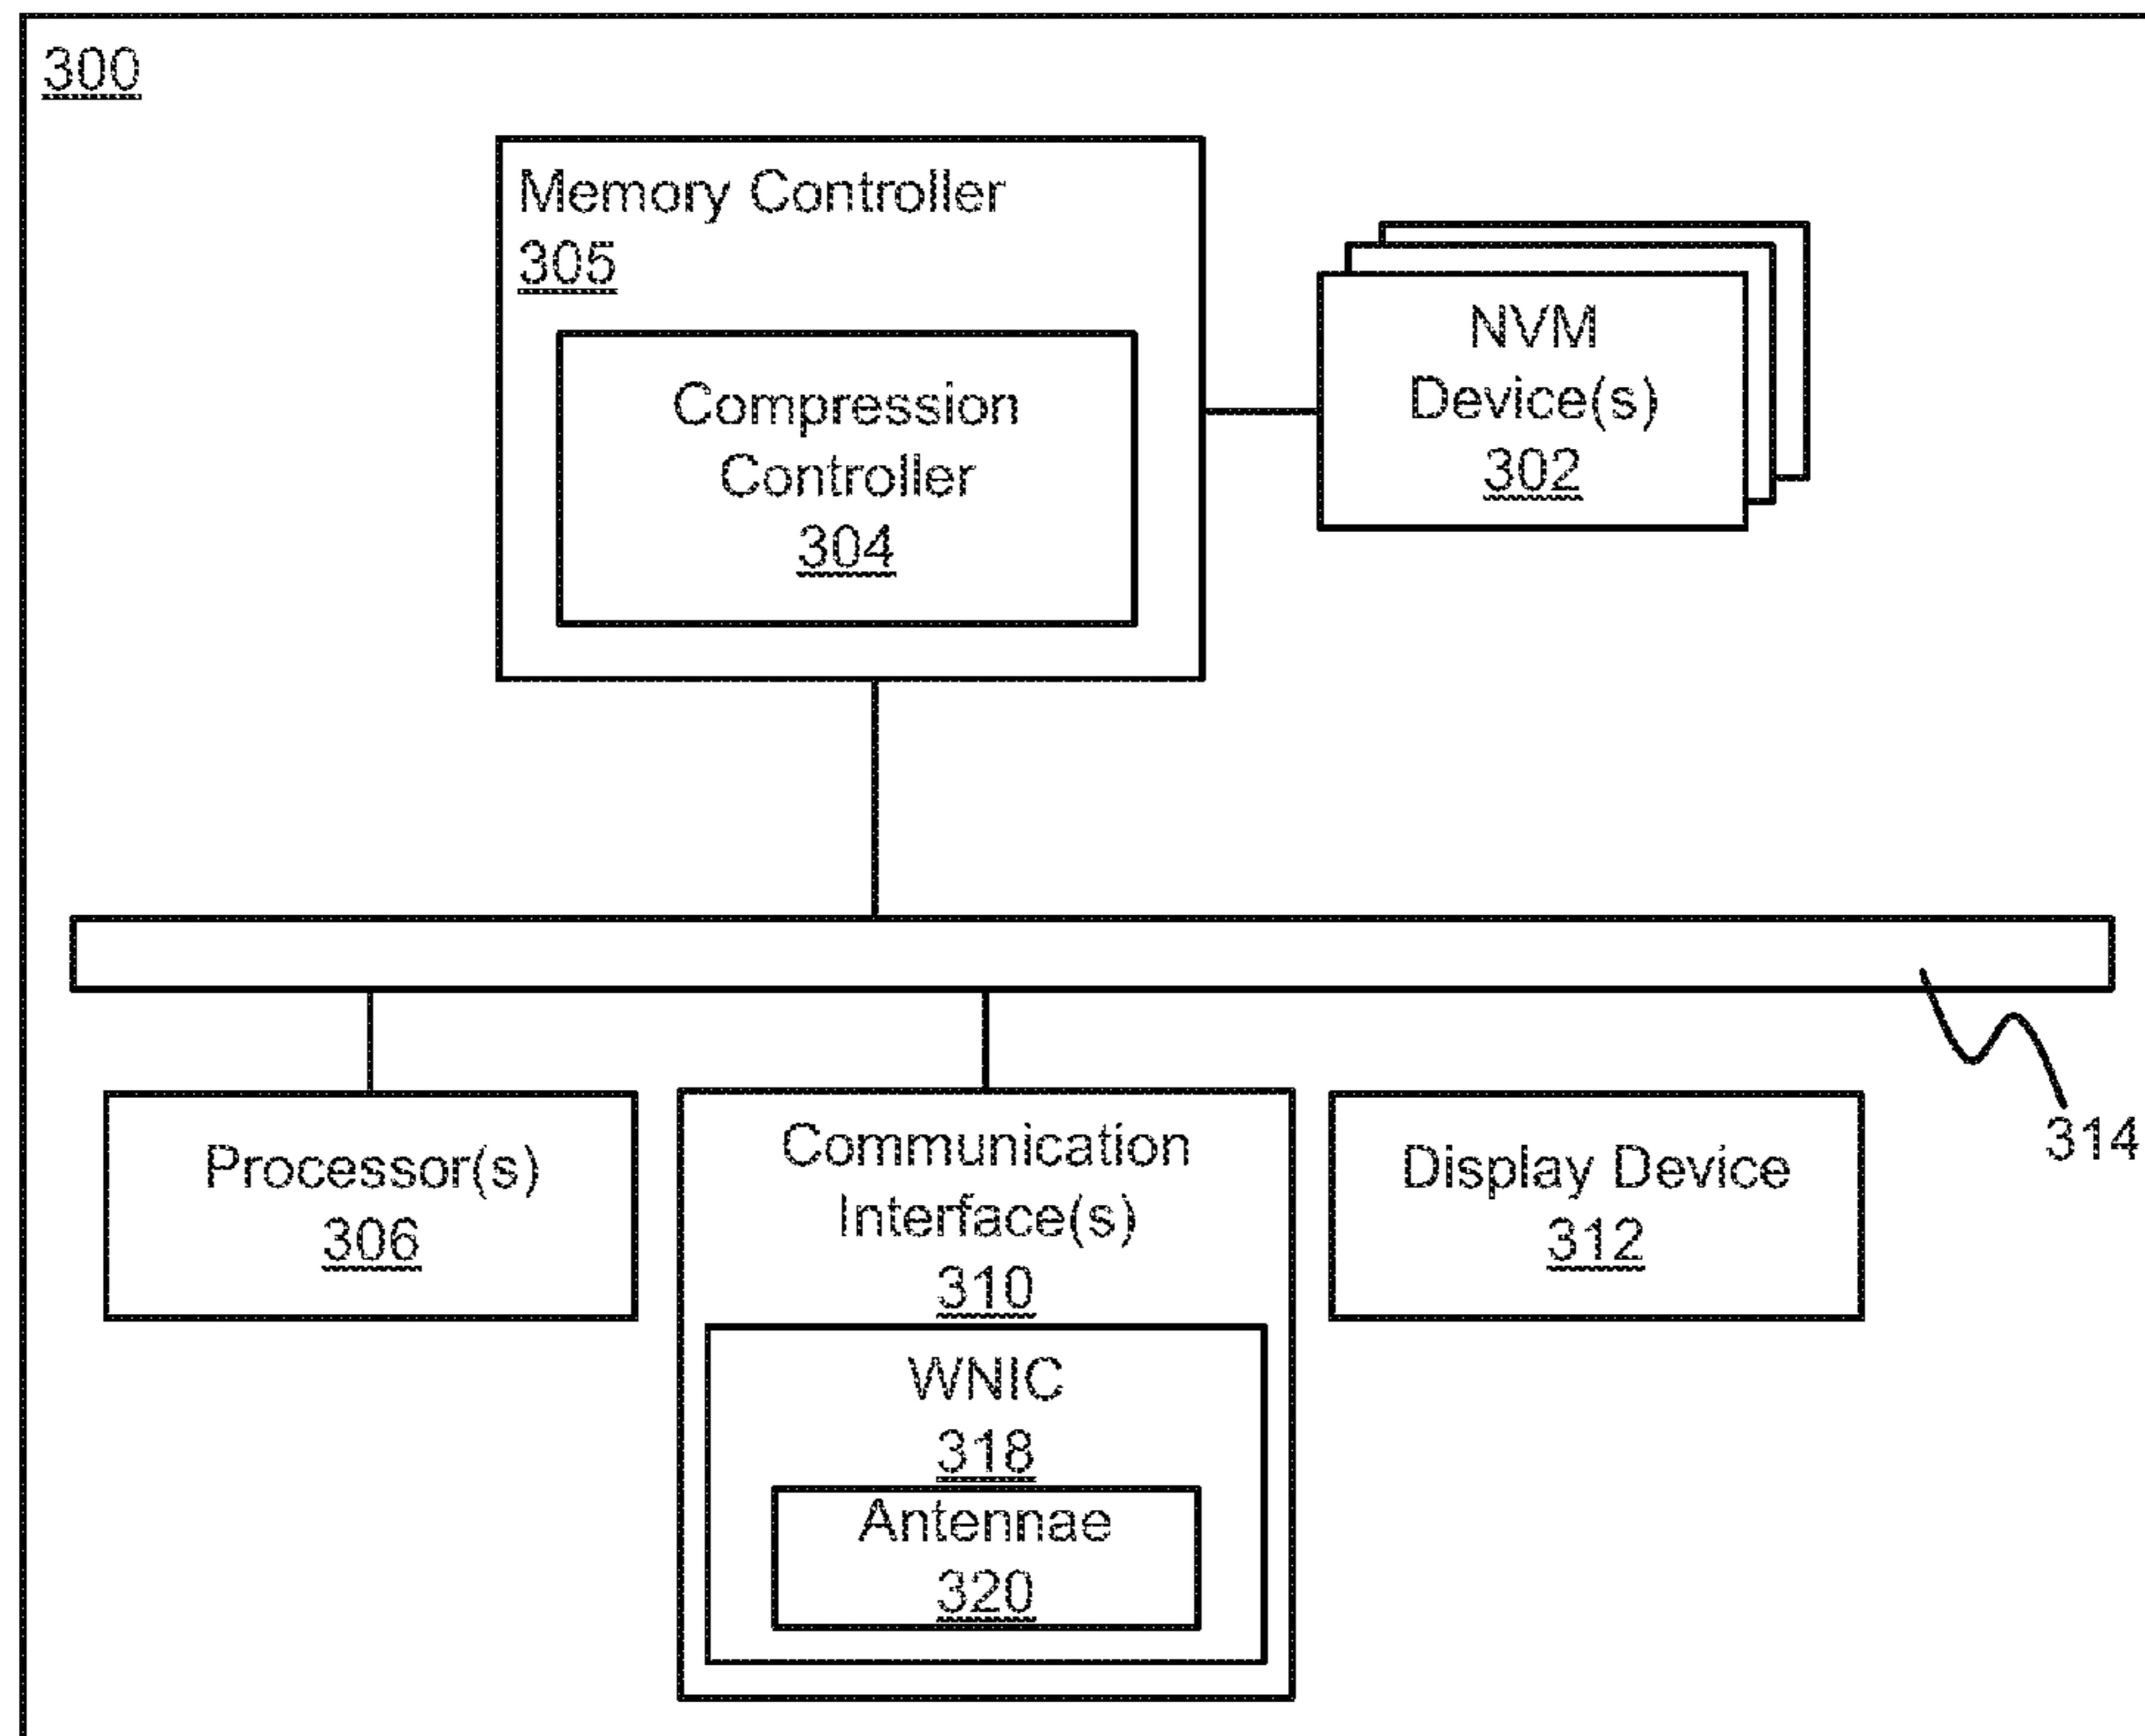 300
Memory Controller
305
Compression
Controller
304
NVM
Device(s)
302
314
Processor(s)
306
Communication
Interface(s)
310
WNIC
318
Antennae
320
Display Device
312